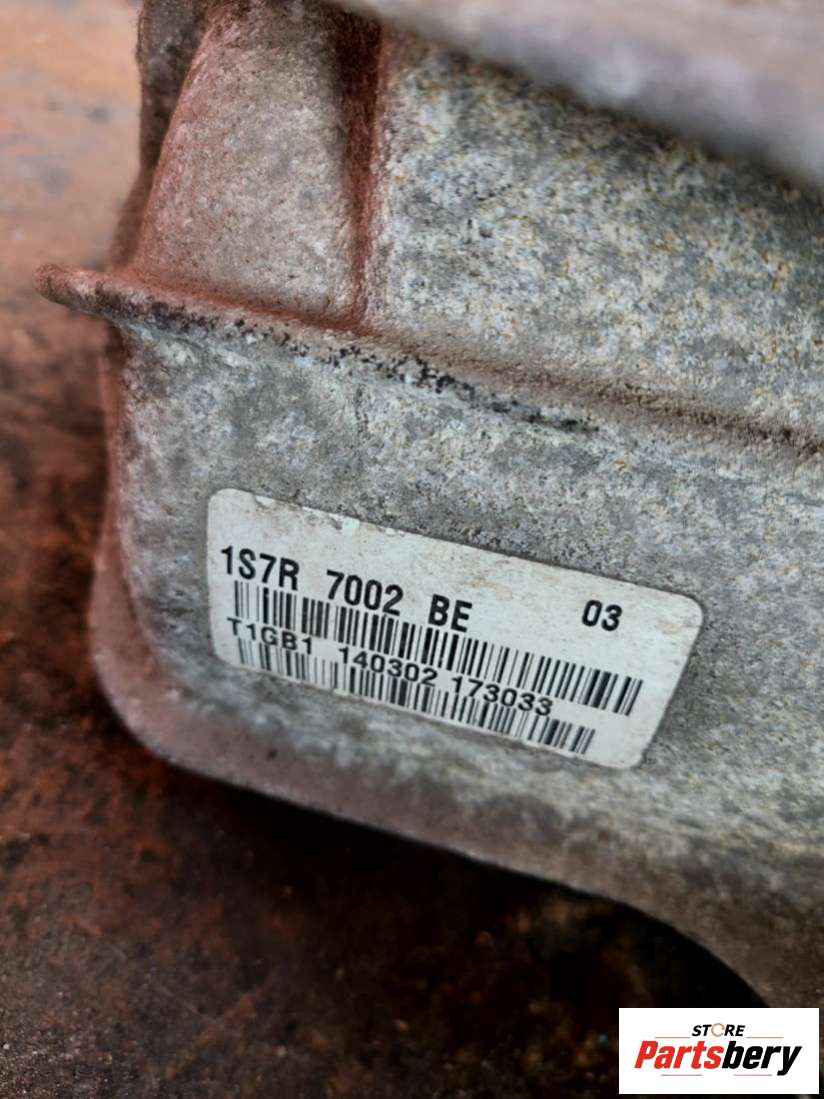 1S7R 7002 BE 03
T1GB1 140302 173033
STORE
Partsbery